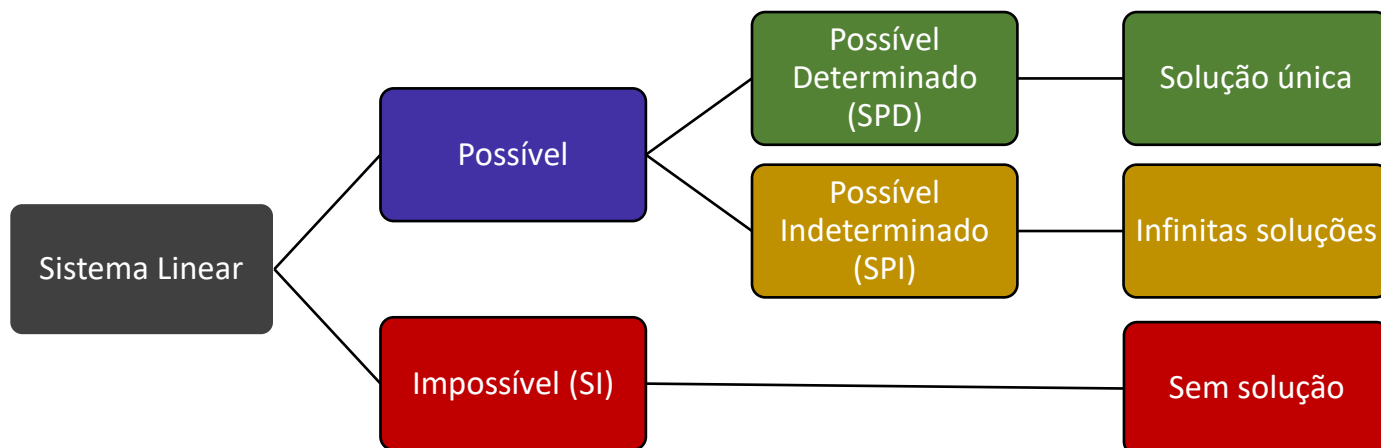 Sistema Linear
Possível
Possível
Determinado
(SPD)
Solução única
Possível
Indeterminado
(SPI)
Infinitas soluções
Impossível (SI)
Sem solução